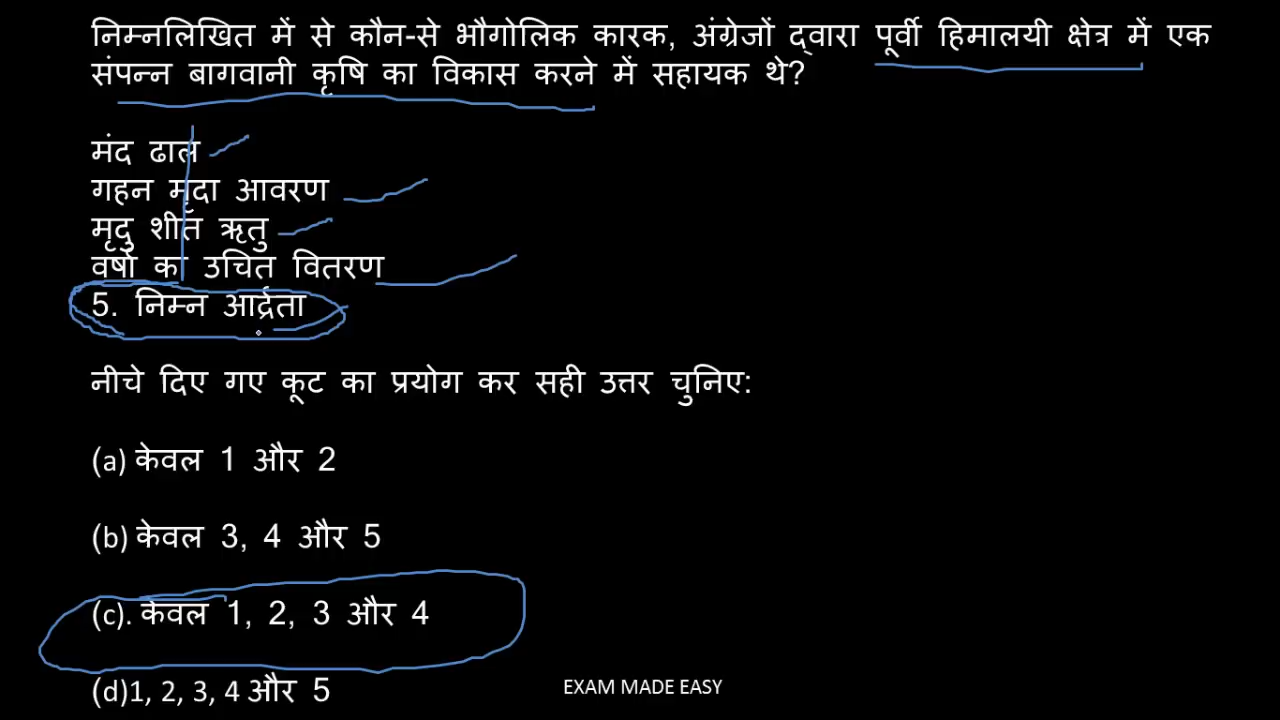 निम्नलिखित में से कौन-से भौगोलिक कारक, अंग्रेजों द्वारा पूर्वी हिमालयी क्षेत्र में एक
संपन्न बागवानी कृषि का विकास करने में सहायक थे?
मंद ढाल
गहन मृदा आवरण
मृदु शीत ऋतु
वर्षा का उचित वितरण
5. निम्न आर्द्रता
नीचे दिए गए कूट का प्रयोग कर सही उत्तर चुनिए:
(a) केवल 1 और 2
(b) केवल 3, 4 और 5
(c). केवल 1, 2, 3 और 4
(d)1, 2, 3, 4 और 5
EXAM MADE EASY